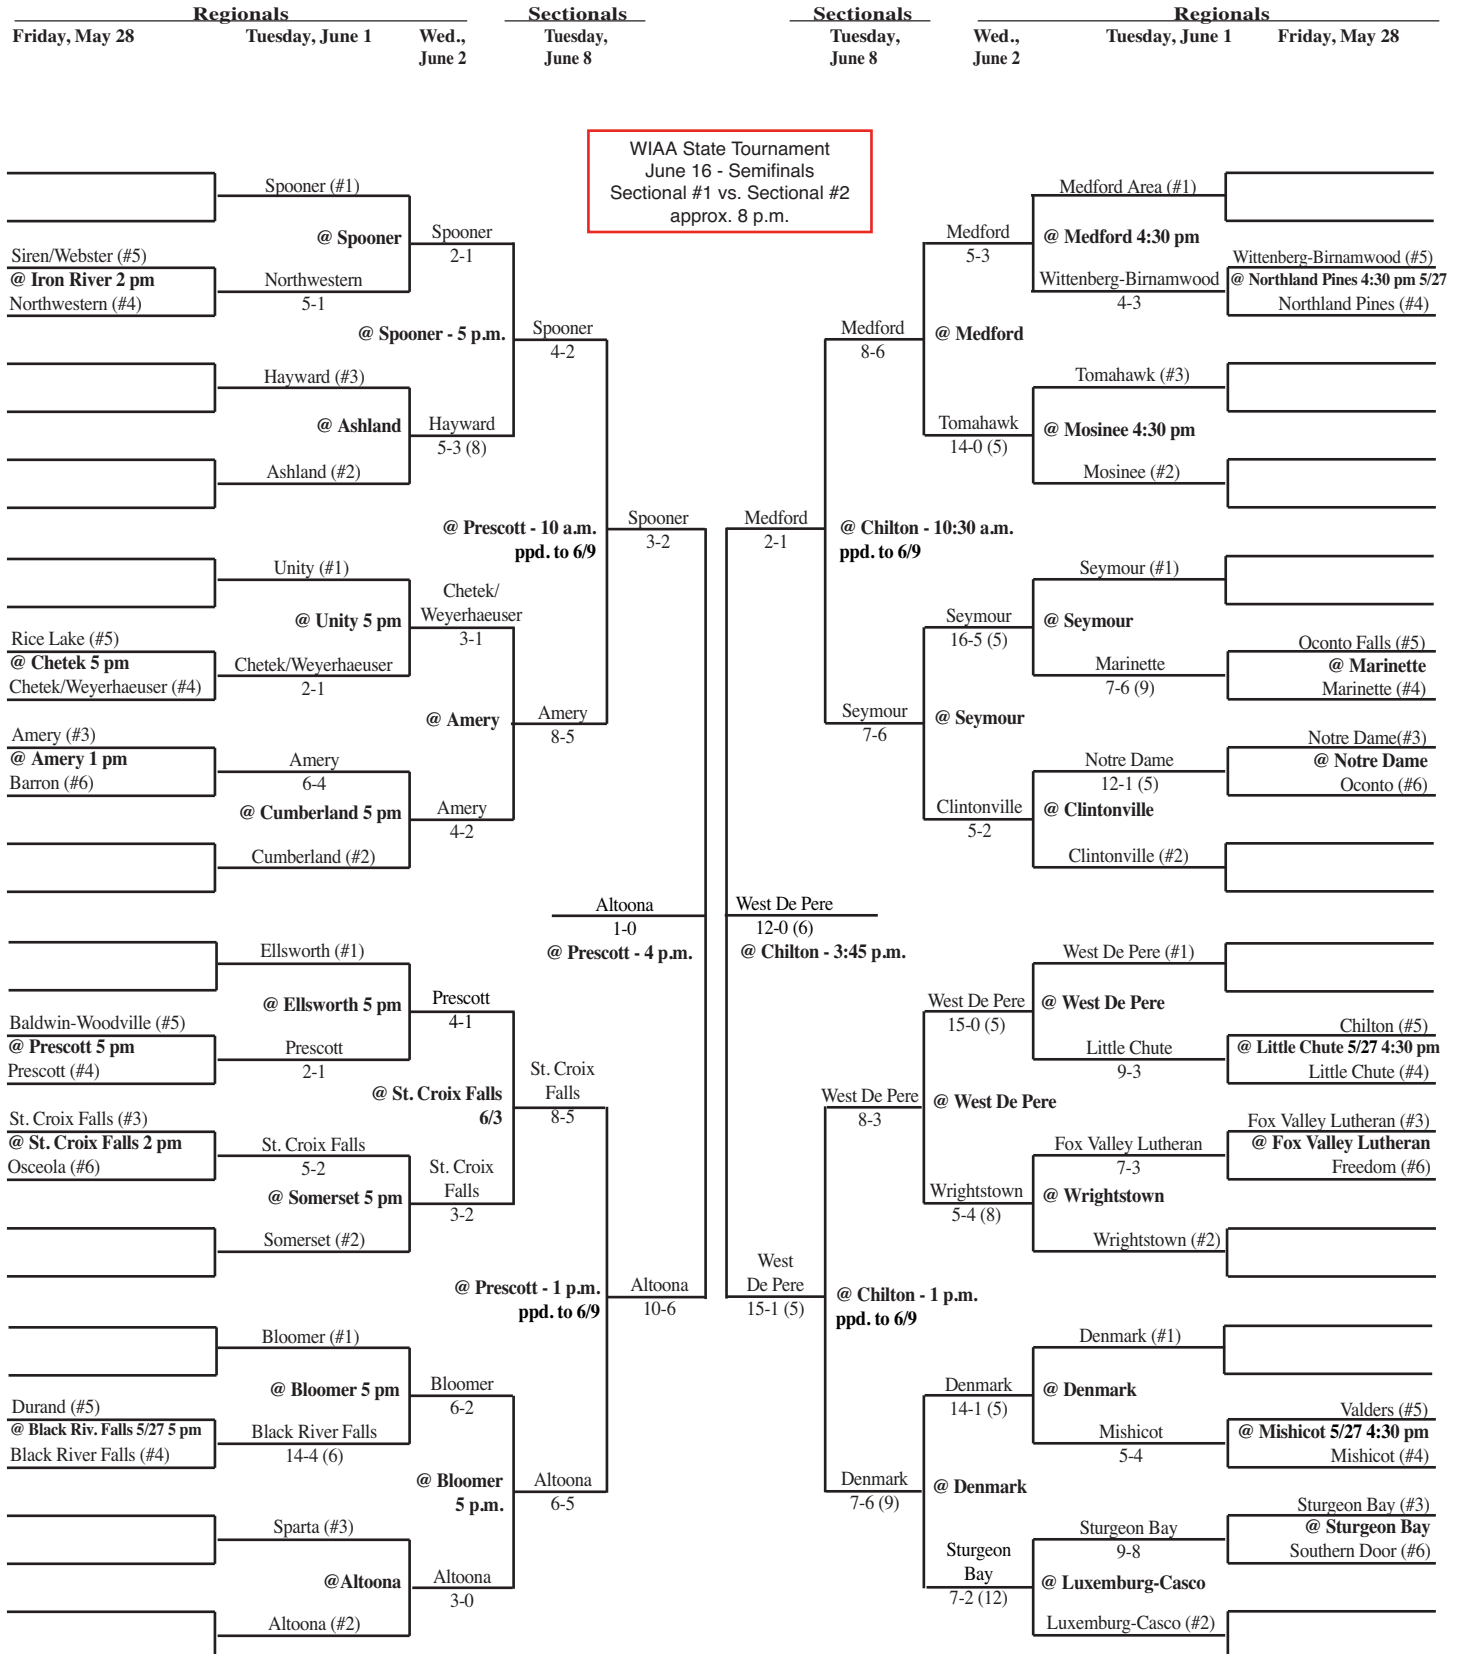 Regionals
Sectionals
Sectionals
Regionals
Friday, May 28
Tuesday, June 1
Wed.,
June 2
Tuesday,
June 8
Tuesday,
June 8
Wed.,
June 2
Tuesday, June 1
Friday, May 28
WIAA State Tournament
June 16 - Semifinals
Sectional #1 vs. Sectional #2
approx. 8 p.m.
Spooner (#1)
@ Spooner
Spooner
2-1
Siren/Webster (#5)
@ Iron River 2 pm
Northwestern (#4)
Northwestern
5-1
@ Spooner - 5 p.m.
Spooner
4-2
Hayward (#3)
@ Ashland
Hayward
5-3 (8)
Ashland (#2)
@ Prescott - 10 a.m.
ppd. to 6/9
Spooner
3-2
Unity (#1)
@ Unity 5 pm
Chetek/
Weyerhaeuser
3-1
Rice Lake (#5)
@ Chetek 5 pm
Chetek/Weyerhaeuser (#4)
Chetek/Weyerhaeuser
2-1
@ Amery
Amery
8-5
Amery (#3)
@ Amery 1 pm
Barron (#6)
Amery
6-4
@ Cumberland 5 pm
Amery
4-2
Cumberland (#2)
Altoona
1-0
@ Prescott - 4 p.m.
Ellsworth (#1)
@ Ellsworth 5 pm
Prescott
4-1
Baldwin-Woodville (#5)
@ Prescott 5 pm
Prescott (#4)
Prescott
2-1
@ St. Croix Falls
6/3
St. Croix
Falls
8-5
St. Croix Falls (#3)
@ St. Croix Falls 2 pm
Osceola (#6)
St. Croix Falls
5-2
@ Somerset 5 pm
St. Croix
Falls
3-2
Somerset (#2)
@ Prescott - 1 p.m.
ppd. to 6/9
Altoona
10-6
Bloomer (#1)
@ Bloomer 5 pm
Bloomer
6-2
Durand (#5)
@ Black Riv. Falls 5/27 5 pm
Black River Falls (#4)
Black River Falls
14-4 (6)
@ Bloomer
5 p.m.
Altoona
6-5
Sparta (#3)
@Altoona
Altoona
3-0
Altoona (#2)
Medford Area (#1)
Medford
5-3
@ Medford 4:30 pm
Wittenberg-Birnamwood (#5)
@ Northland Pines 4:30 pm 5/27
Northland Pines (#4)
Wittenberg-Birnamwood
4-3
Medford
8-6
@ Medford
Tomahawk (#3)
Tomahawk
14-0 (5)
@ Mosinee 4:30 pm
Mosinee (#2)
Medford
2-1
@ Chilton - 10:30 a.m.
ppd. to 6/9
Seymour (#1)
Seymour
16-5 (5)
@ Seymour
Oconto Falls (#5)
@ Marinette
Marinette (#4)
Marinette
7-6 (9)
Seymour
7-6
@ Seymour
Notre Dame(#3)
@ Notre Dame
Oconto (#6)
Notre Dame
12-1 (5)
Clintonville
5-2
@ Clintonville
Clintonville (#2)
West De Pere
12-0 (6)
@ Chilton - 3:45 p.m.
West De Pere (#1)
West De Pere
15-0 (5)
@ West De Pere
Chilton (#5)
@ Little Chute 5/27 4:30 pm
Little Chute (#4)
Little Chute
9-3
West De Pere
8-3
@ West De Pere
Fox Valley Lutheran (#3)
@ Fox Valley Lutheran
Freedom (#6)
Fox Valley Lutheran
7-3
Wrightstown
5-4 (8)
@ Wrightstown
Wrightstown (#2)
West
De Pere
15-1 (5)
@ Chilton - 1 p.m.
ppd. to 6/9
Denmark (#1)
Denmark
14-1 (5)
@ Denmark
Valders (#5)
@ Mishicot 5/27 4:30 pm
Mishicot (#4)
Mishicot
5-4
Denmark
7-6 (9)
@ Denmark
Sturgeon Bay (#3)
@ Sturgeon Bay
Southern Door (#6)
Sturgeon Bay
9-8
Sturgeon
Bay
7-2 (12)
@ Luxemburg-Casco
Luxemburg-Casco (#2)